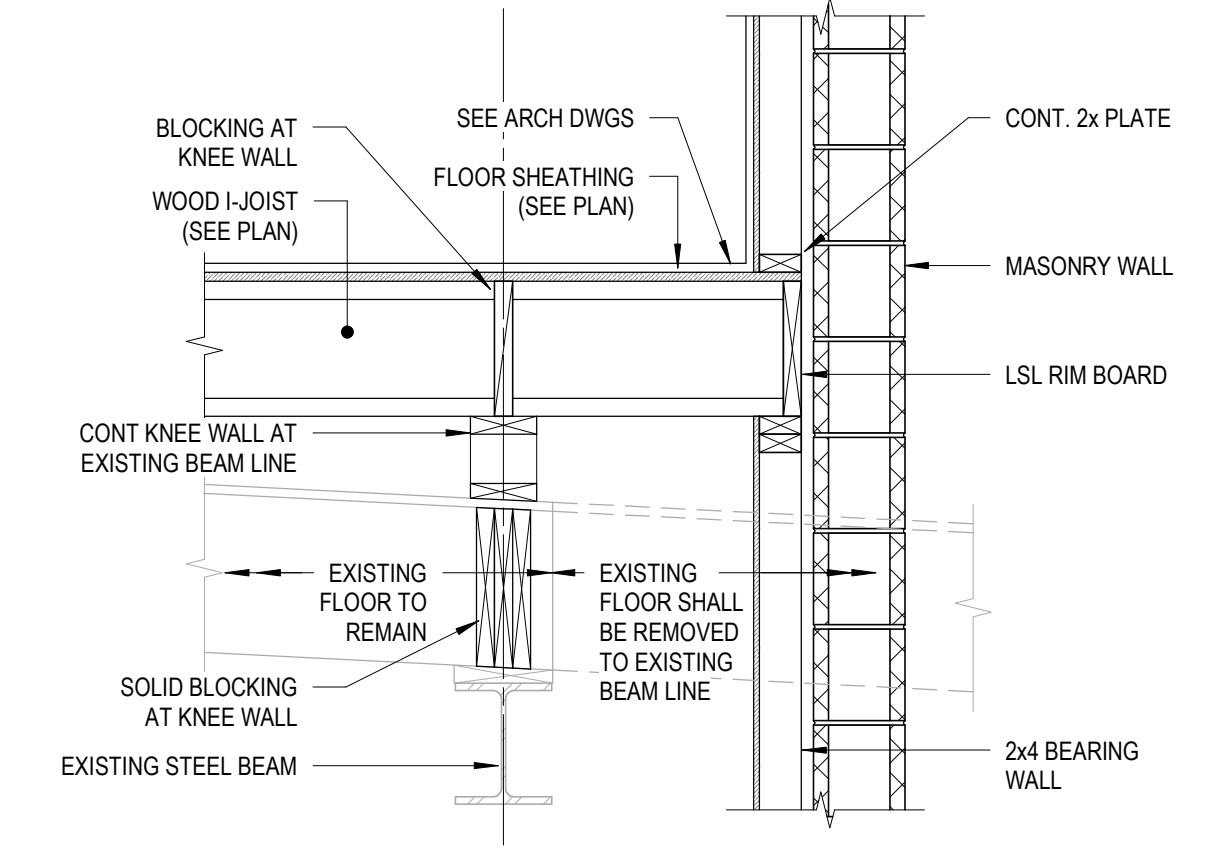 BLOCKING AT
KNEE WALL
WOOD I-JOIST
(SEE PLAN)
SEE ARCH DWGS
FLOOR SHEATHING
(SEE PLAN)
CONT. 2x PLATE
MASONRY WALL
LSL RIM BOARD
CONT KNEE WALL AT
EXISTING BEAM LINE
EXISTING
FLOOR TO
REMAIN
EXISTING
FLOOR SHALL
BE REMOVED
TO EXISTING
BEAM LINE
SOLID BLOCKING
AT KNEE WALL
EXISTING STEEL BEAM
2x4 BEARING
WALL